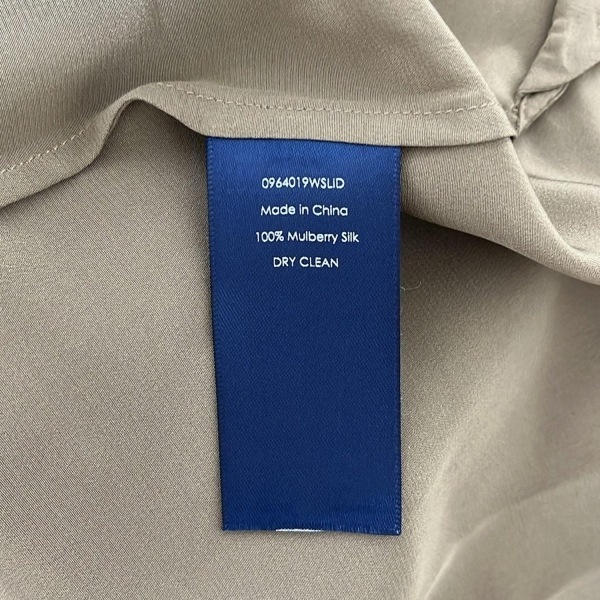 0964019WSLID
Made in China
100% Mulberry Silk
DRY CLEAN